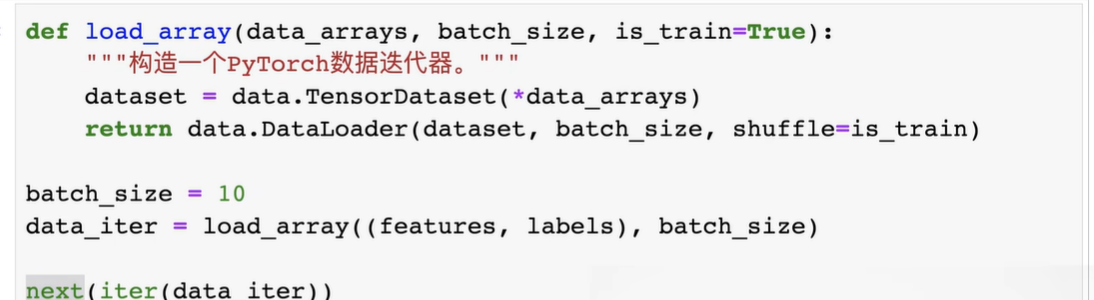 def load_array(data_arrays, batch_size, is_train=True):
    """构造一个PyTorch数据迭代器。"""
    dataset = data.TensorDataset(*data_arrays)
    return data.DataLoader(dataset, batch_size, shuffle=is_train)
batch_size = 10
data_iter = load_array((features, labels), batch_size)
next(iter(data_iter))